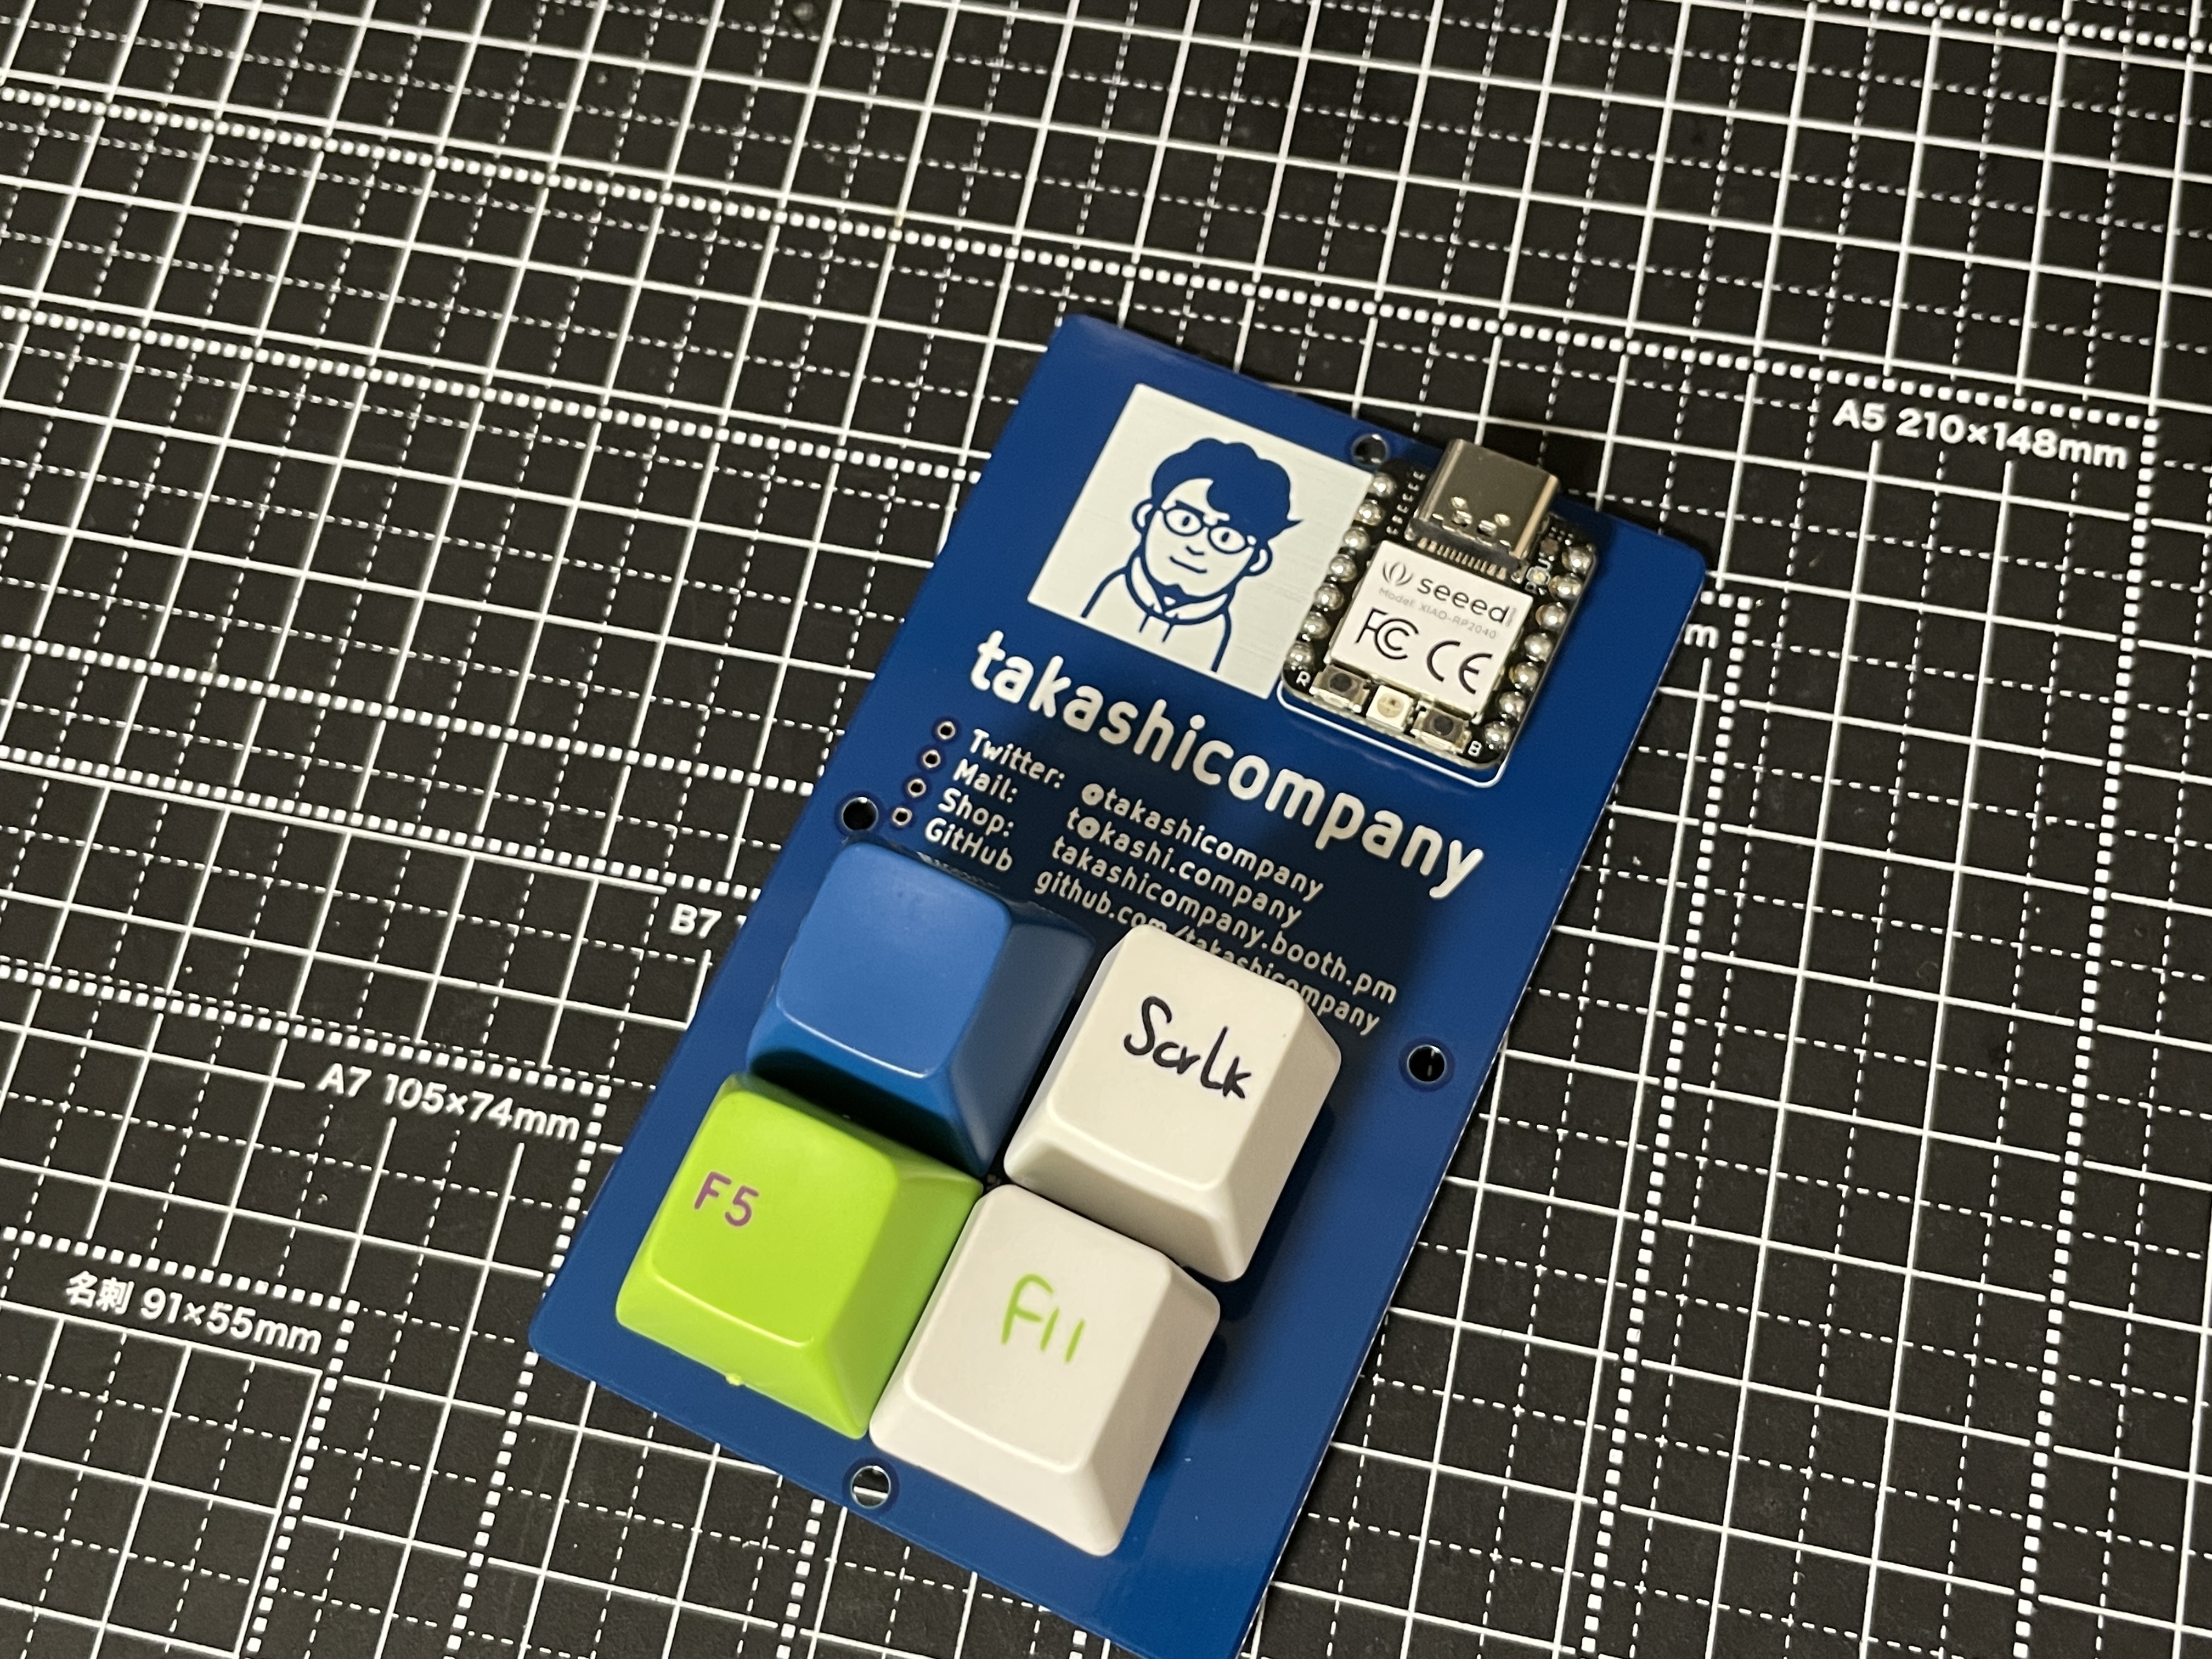 A5 210×148mm
m
seeed
Model: XIAO-RP2040
FC CE
R
B
takashicompany
Twitter: @takashicompany
Mail: t@kashi.company
Shop: takashicompany.booth.pm
GitHub github.com/takashicompany
B7
ScrLk
A7 105×74mm
F5
F11
名刺 91×55mm